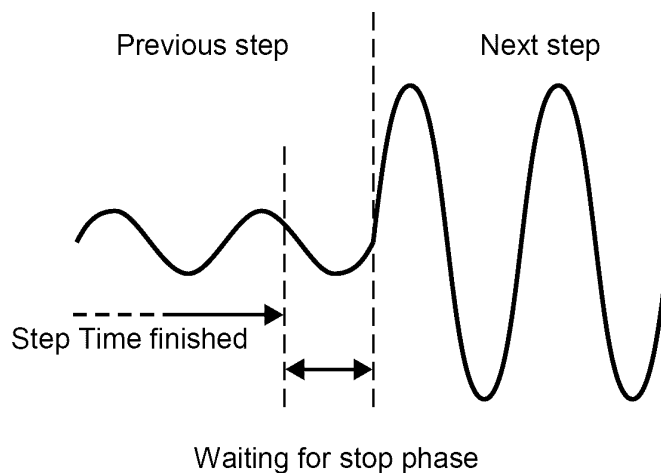 Previous step
Next step
Step Time finished
Waiting for stop phase